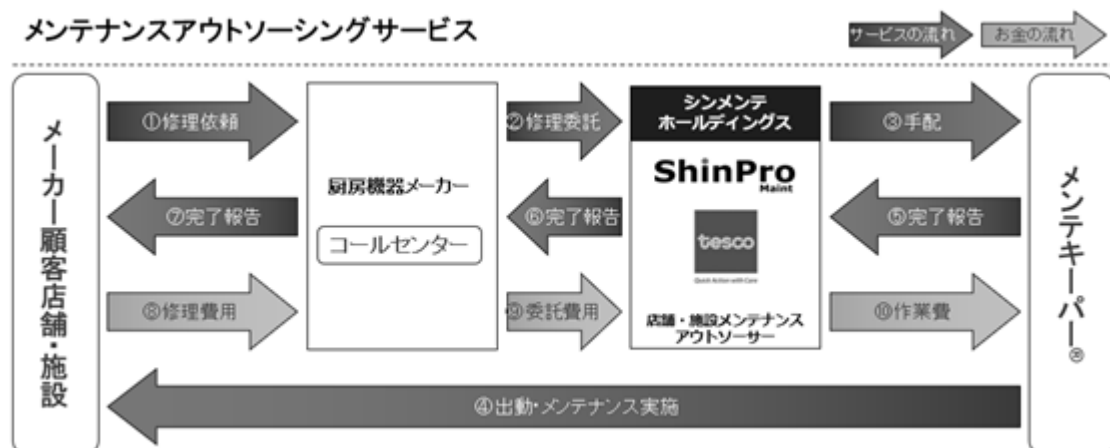 メンテナンスアウトソーシングサービス
サービスの流れ
お金の流れ
メーカー顧客店舗・施設
①修理依頼
⑦完了報告
⑧修理費用
厨房機器メーカー
コールセンター
②修理委託
⑥完了報告
⑨委託費用
シンメンテ
ホールディングス
ShinPro
Maint
tesco
Quick Action with Care
店舗・施設メンテナンス
アウトソーサー
③手配
⑤完了報告
⑩作業費
④出動・メンテナンス実施
メンテキーパー®